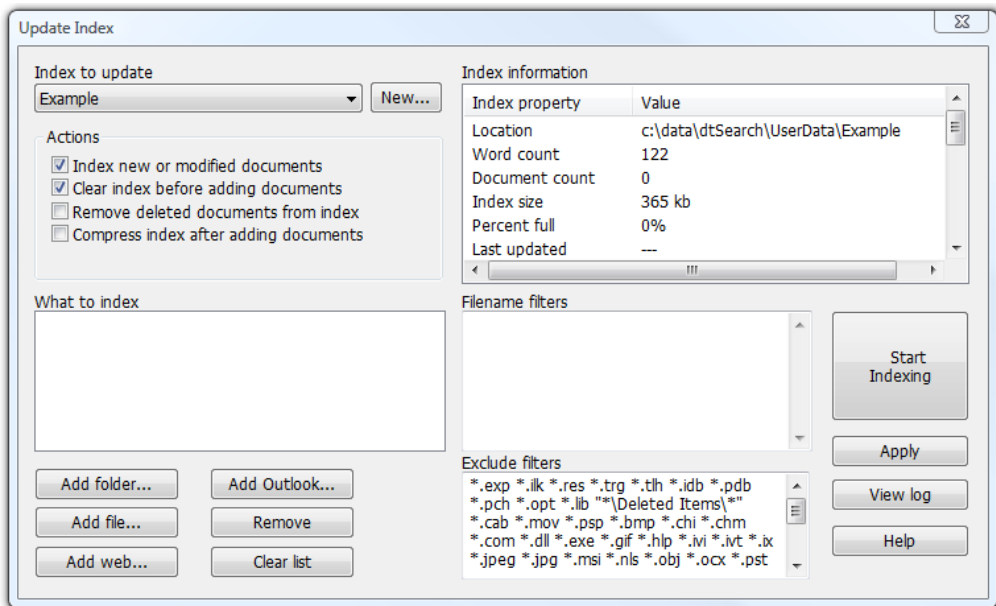 Update Index
Index to update
Example
New...
Actions
Index new or modified documents
Clear index before adding documents
Remove deleted documents from index
Compress index after adding documents
Index information
Index property Value
Location c:\data\dtSearch\UserData\Example
Word count 122
Document count 0
Index size 365 kb
Percent full 0%
Last updated ---
What to index
Filename filters
Start
Indexing
Apply
View log
Help
Exclude filters
*.exp *.ilk *.res *.trg *.tlh *.idb *.pdb
*.pch *.opt *.lib "*\Deleted Items\*"
*.cab *.mov *.psp *.bmp *.chi *.chm
*.com *.dll *.exe *.gif *.hlp *.ivi *.ivt *.ix
*.jpeg *.jpg *.msi *.nls *.obj *.ocx *.pst
Add folder... Add Outlook...
Add file... Remove
Add web... Clear list